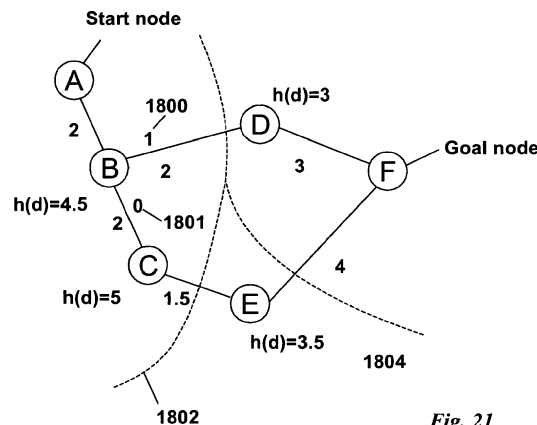 Start node
A
1800
h(d)=3
D
2
1
B
2
3
F
Goal node
h(d)=4.5
2
0
1801
C
h(d)=5
1.5
E
4
h(d)=3.5
1804
1802
Fig. 21